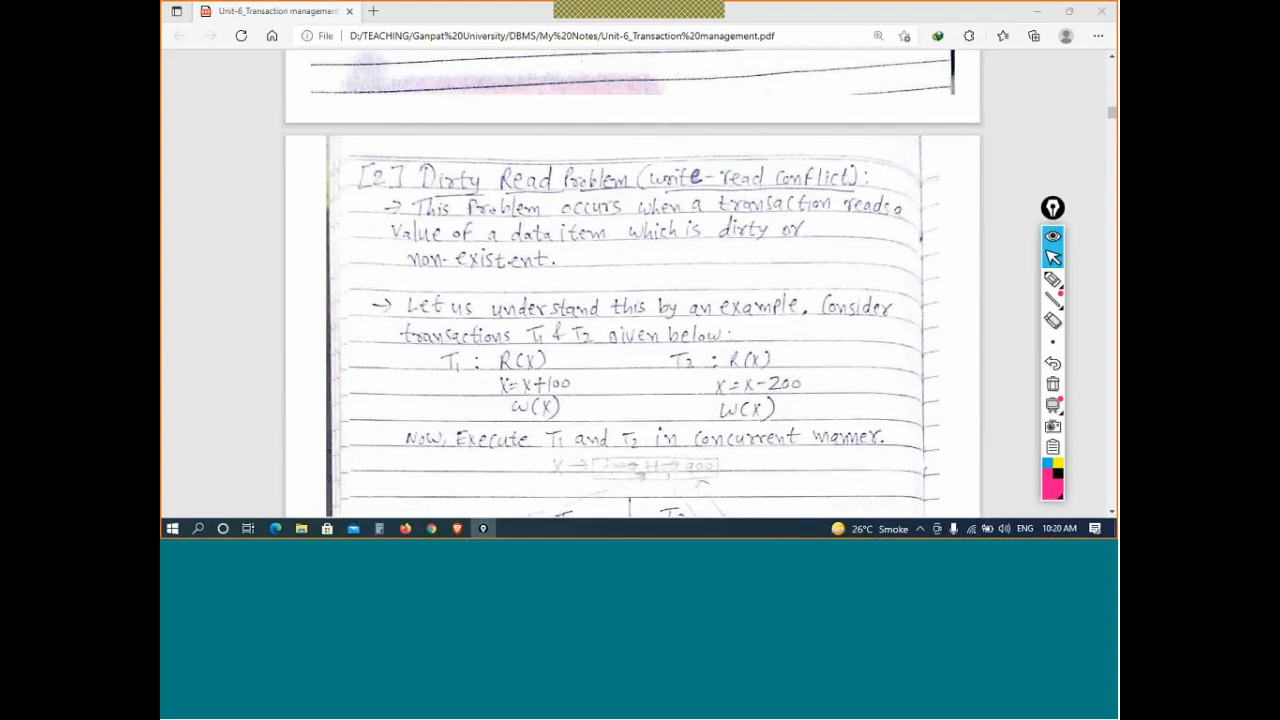 Unit-6_Transaction management
File
D:/TEACHING/Ganpat%20University/DBMS/My%20Notes/Unit-6_Transaction%20management.pdf
[2] Dirty Read Problem (write-read conflict):
→ This Problem occurs when a transaction reads a
value of a data item which is dirty or
non-existent.
→ Let us understand this by an example. Consider
transactions T1 & T2 given below:
T1 : R(X) T2 : R(X)
X=X+100 X=X-200
W(X) W(X)
Now, Execute T1 and T2 in concurrent manner.
X →
26°C Smoke ENG 10:20 AM